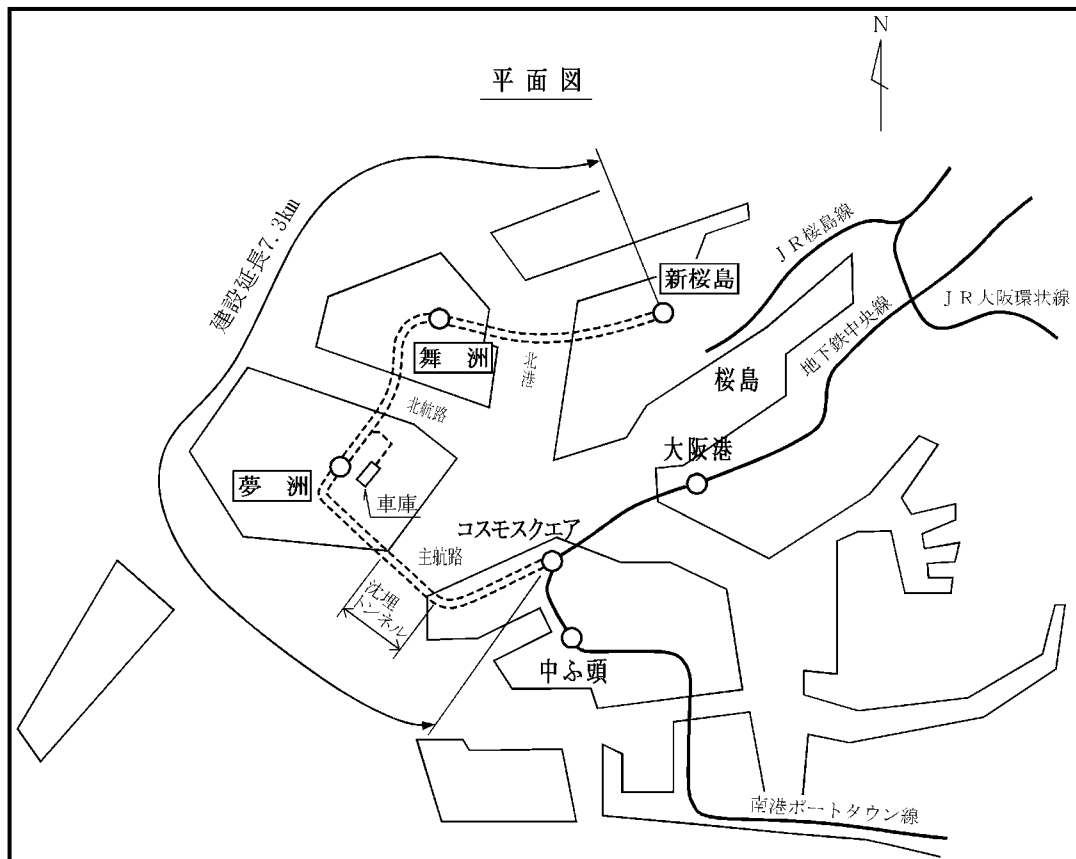 N
平面図
建設延長7.3km
JR桜島線
新桜島
JR大阪環状線
地下鉄中央線
舞洲
北港
桜島
北航路
大阪港
夢洲
車庫
コスモスクエア
主航路
沈埋
トンネル
中ふ頭
南港ポートタウン線